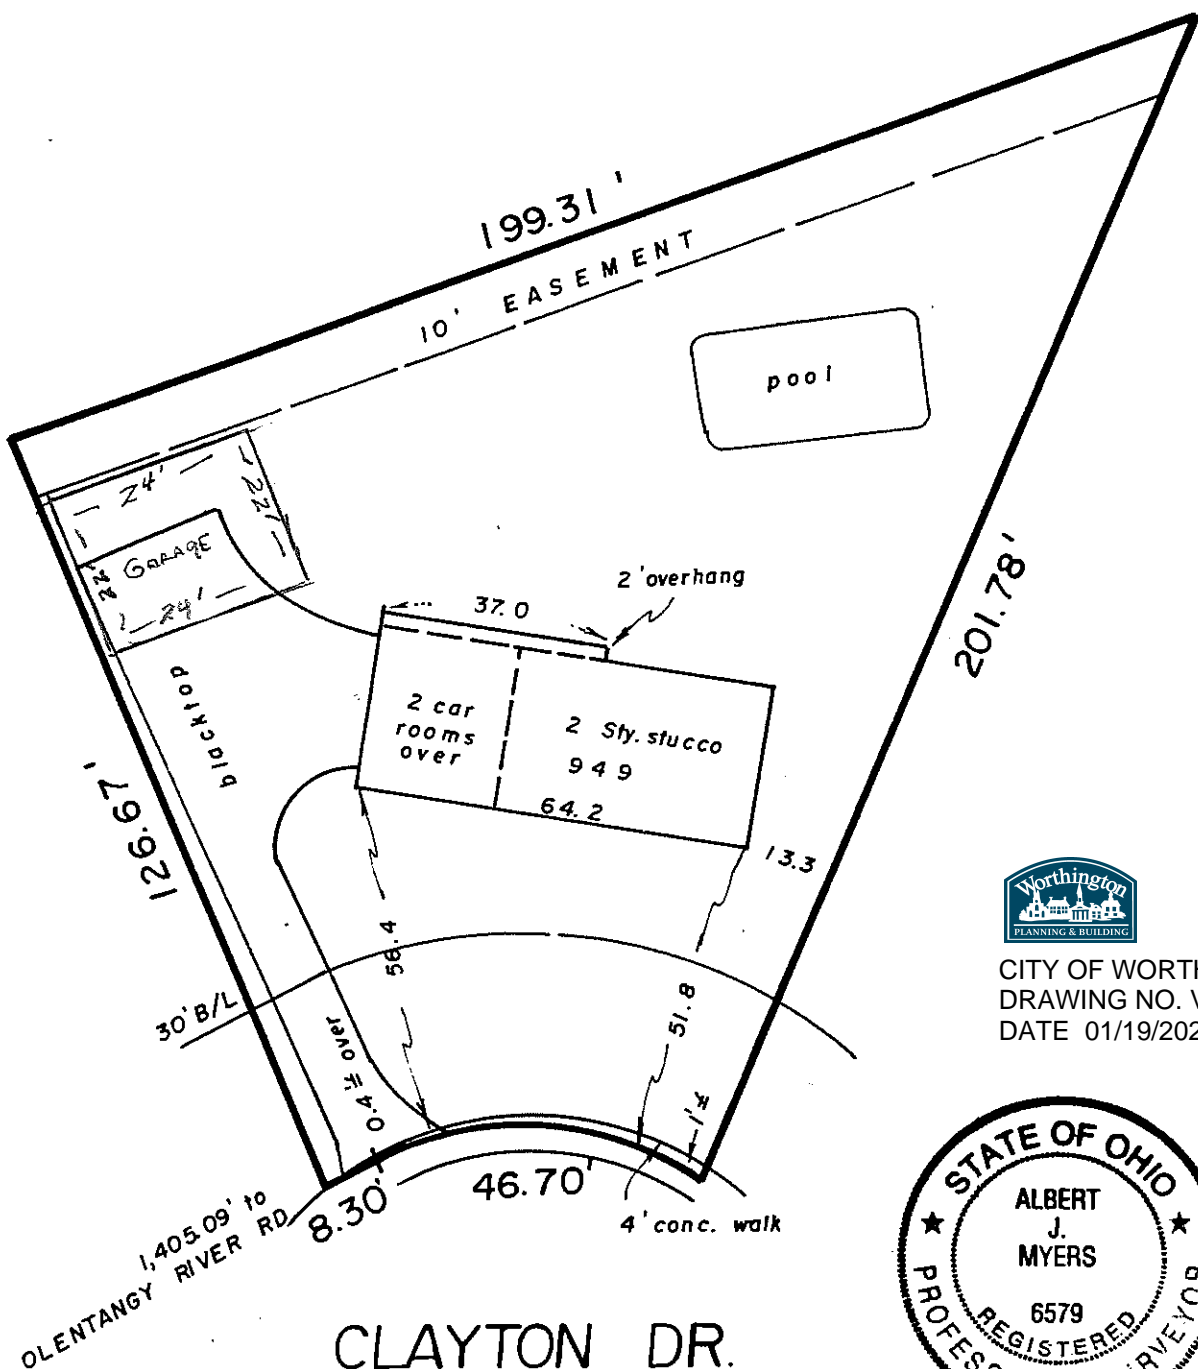 199.31'
10' EASEMENT
pool
24'
22'
GARAGE
22'
24'
2' overhang
37.0
201.78'
blacktop
2 car
rooms
over
2 Sty. stucco
949
64.2
13.3
126.67'
56.4
51.8
30' B/L
0.4'± over
1'±
8.30'
46.70'
4' conc. walk
1,405.09' to
OLENTANGY RIVER RD
CLAYTON DR.
Worthington
PLANNING & BUILDING
CITY OF WORTH
DRAWING NO. V
DATE 01/19/202
STATE OF OHIO
ALBERT
J.
MYERS
6579
REGISTERED